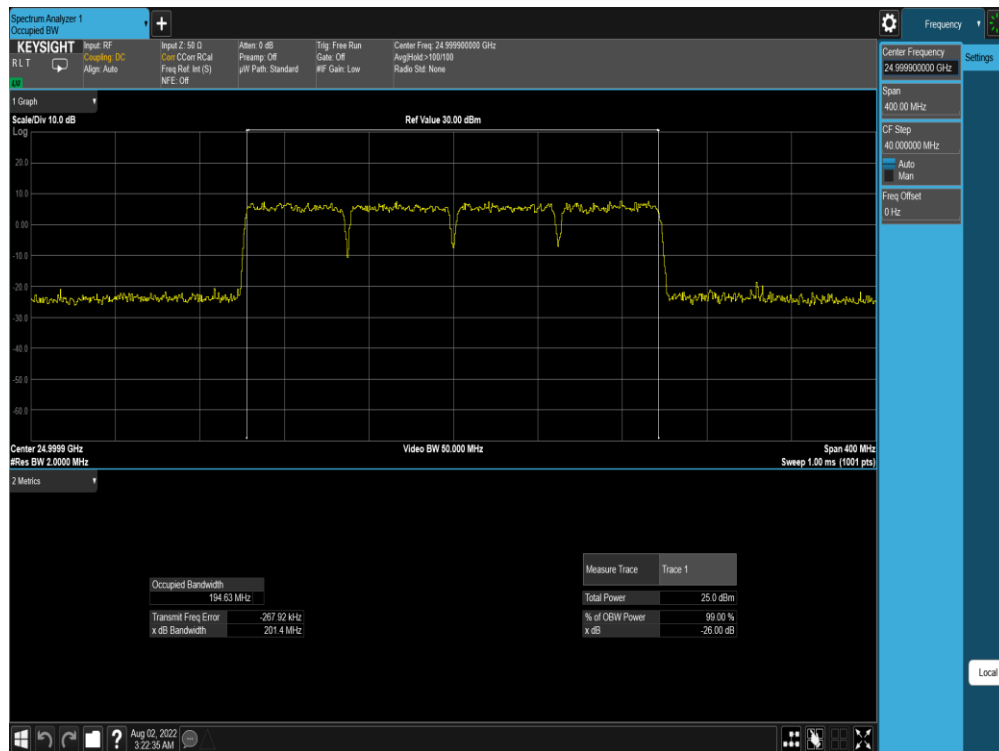 Spectrum Analyzer 1
Occupied BW
Frequency
KEYSIGHT
R L T
LXI
Input: RF
Coupling: DC
Align: Auto
Input Z: 50 Ω
Corr CCorr RCal
Freq Ref: Int (S)
NFE: Off
Atten: 0 dB
Preamp: Off
µW Path: Standard
Trig: Free Run
Gate: Off
#IF Gain: Low
Center Freq: 24.999900000 GHz
Avg|Hold:>100/100
Radio Std: None
Center Frequency
24.999900000 GHz
Settings
Span
400.00 MHz
CF Step
40.000000 MHz
Auto
Man
Freq Offset
0 Hz
1 Graph
Scale/Div 10.0 dB
Ref Value 30.00 dBm
Log
20.0
10.0
0.00
-10.0
-20.0
-30.0
-40.0
-50.0
-60.0
Center 24.9999 GHz
Video BW 50.000 MHz
Span 400 MHz
#Res BW 2.0000 MHz
Sweep 1.00 ms (1001 pts)
2 Metrics
Measure Trace
Trace 1
Occupied Bandwidth
194.63 MHz
Total Power
25.0 dBm
Transmit Freq Error
-267.92 kHz
% of OBW Power
99.00 %
x dB Bandwidth
201.4 MHz
x dB
-26.00 dB
Local
Aug 02, 2022
3:22:35 AM